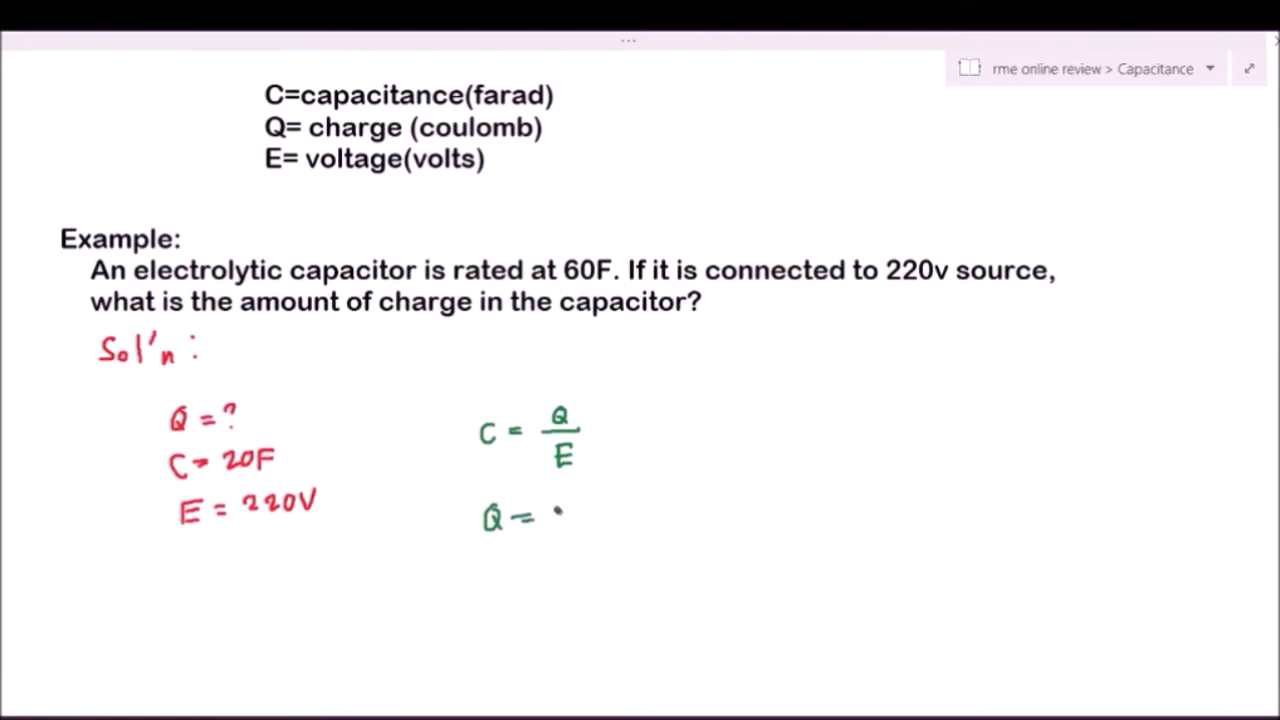 rme online review > Capacitance
C=capacitance(farad)
Q= charge (coulomb)
E= voltage(volts)
Example:
An electrolytic capacitor is rated at 60F. If it is connected to 220v source,
what is the amount of charge in the capacitor?
Sol'n :
Q = ?
C = 20F
E = 220V
C = Q / E
Q =